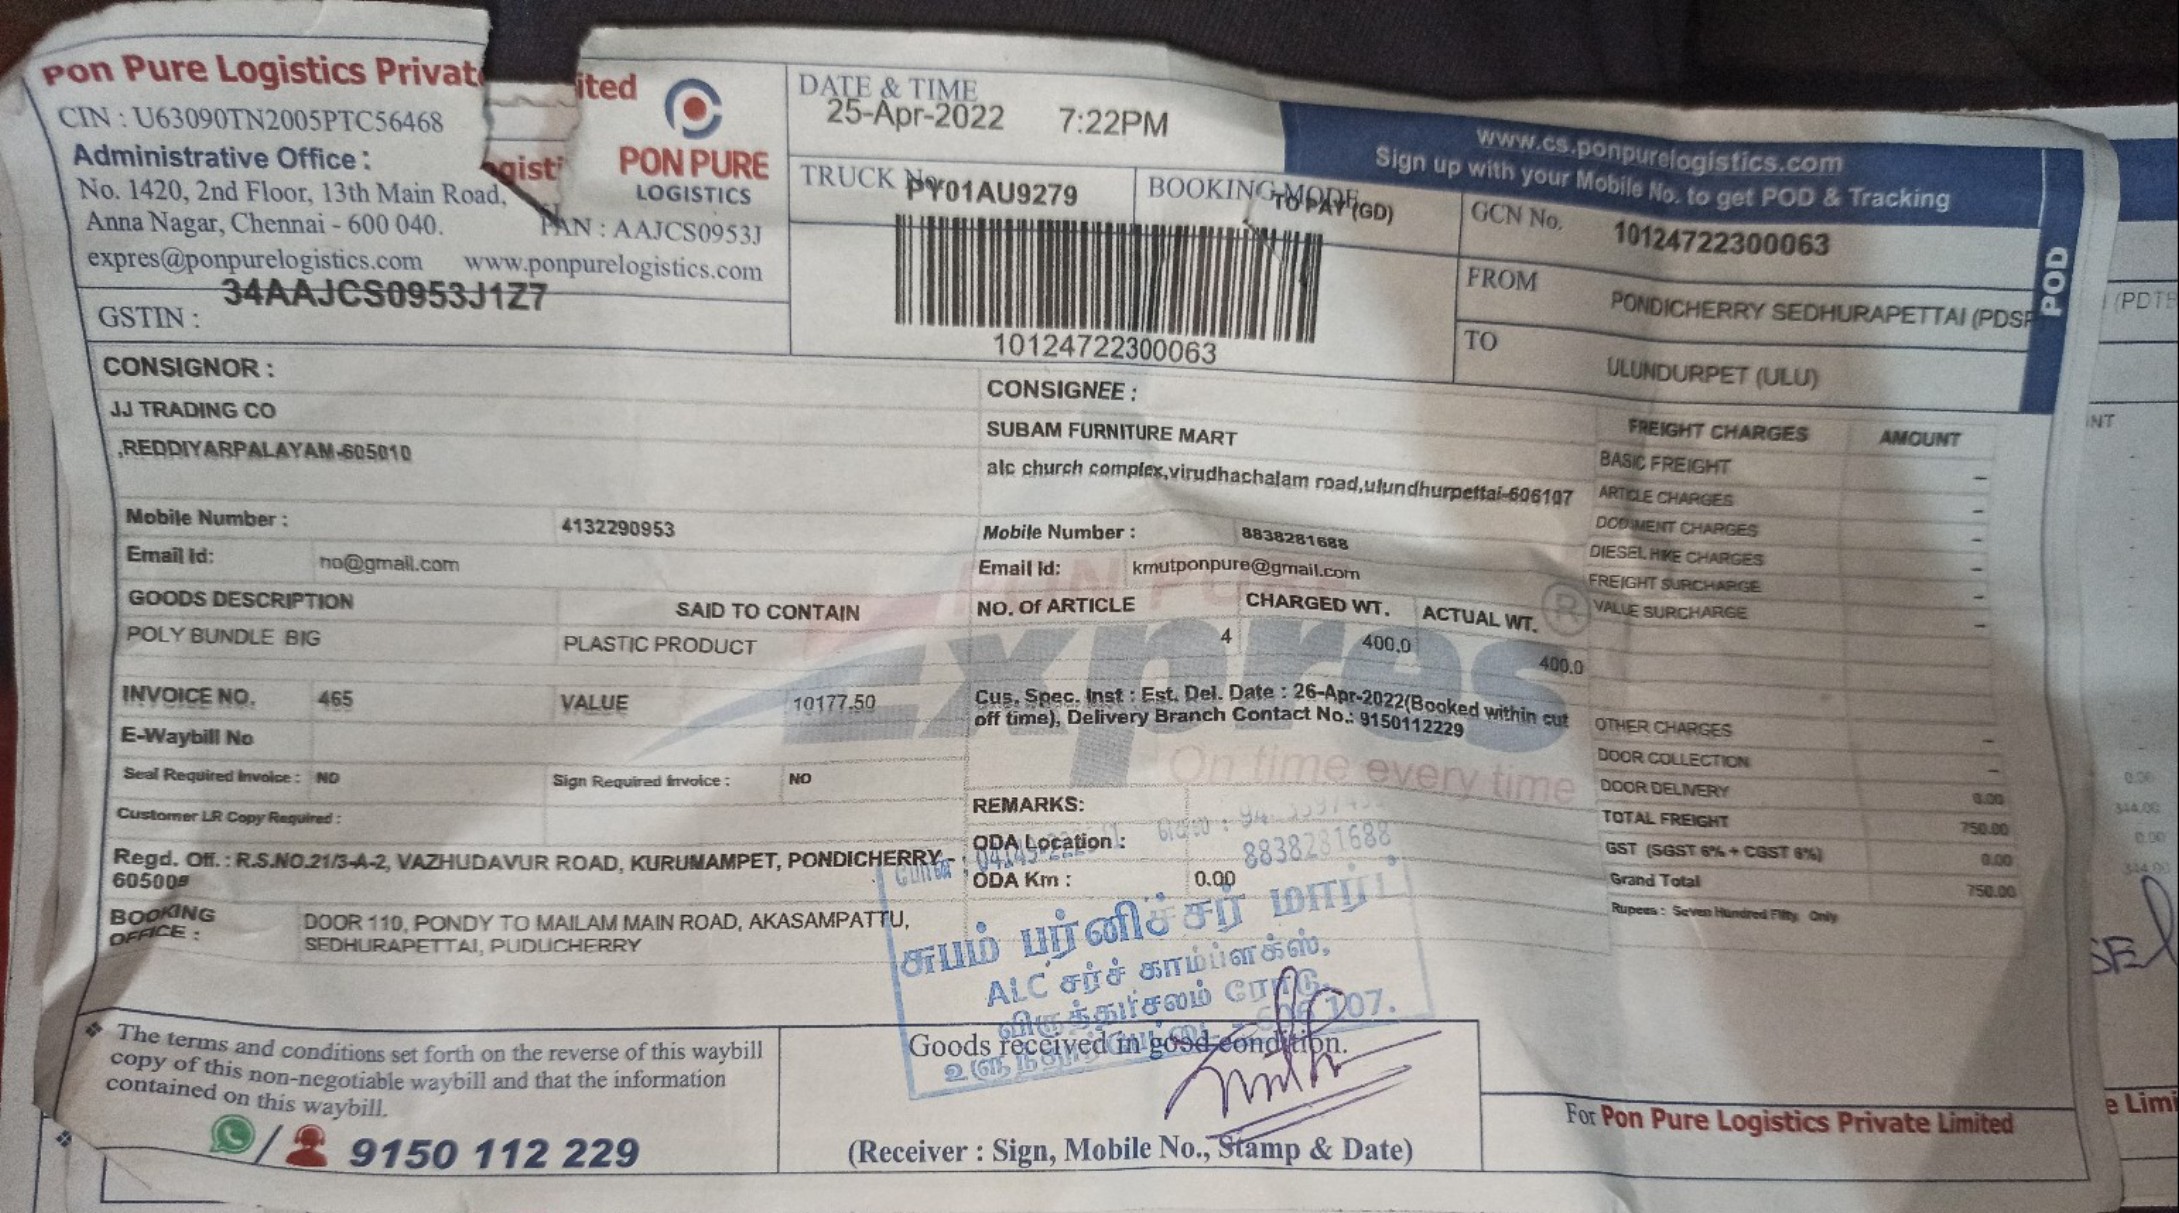 Pon Pure Logistics Privat ited
CIN : U63090TN2005PTC56468
Administrative Office :
No. 1420, 2nd Floor, 13th Main Road,
Anna Nagar, Chennai - 600 040.
PAN : AAJCS0953J
expres@ponpurelogistics.com www.ponpurelogistics.com
34AAJCS0953J1Z7
GSTIN :
PON PURE
LOGISTICS
DATE & TIME
25-Apr-2022 7:22PM
TRUCK No. PY01AU9279
BOOKING MODE TO PAY (GD)
10124722300063
www.cs.ponpurelogistics.com
Sign up with your Mobile No. to get POD & Tracking
GCN No. 10124722300063
FROM PONDICHERRY SEDHURAPETTAI (PDSP
TO ULUNDURPET (ULU)
POD
CONSIGNOR :
JJ TRADING CO
,REDDIYARPALAYAM-605010
Mobile Number : 4132290953
Email Id: no@gmail.com
CONSIGNEE :
SUBAM FURNITURE MART
alc church complex,virudhachalam road,ulundhurpettai-606107
Mobile Number : 8838281688
Email Id: kmutponpure@gmail.com
GOODS DESCRIPTION SAID TO CONTAIN NO. Of ARTICLE CHARGED WT. ACTUAL WT.
POLY BUNDLE BIG PLASTIC PRODUCT 4 400.0 400.0
INVOICE NO. 465 VALUE 10177.50
E-Waybill No
Seal Required Invoice : NO Sign Required Invoice : NO
Customer LR Copy Required :
Cus. Spec. Inst : Est. Del. Date : 26-Apr-2022(Booked within cut
off time), Delivery Branch Contact No.: 9150112229
Expres
On time every time
REMARKS:
ODA Location :
ODA Km : 0.00
FREIGHT CHARGES AMOUNT
BASIC FREIGHT -
ARTICLE CHARGES -
DOCUMENT CHARGES -
DIESEL HIKE CHARGES -
FREIGHT SURCHARGE -
VALUE SURCHARGE -
OTHER CHARGES -
DOOR COLLECTION -
DOOR DELIVERY 0.00
TOTAL FREIGHT 750.00
GST (SGST 6% + CGST 6%) 0.00
Grand Total 750.00
Rupees : Seven Hundred Fifty Only
Regd. Off. : R.S.NO.21/3-A-2, VAZHUDAVUR ROAD, KURUMAMPET, PONDICHERRY -
605009
BOOKING
OFFICE :
DOOR 110, PONDY TO MAILAM MAIN ROAD, AKASAMPATTU,
SEDHURAPETTAI, PUDUCHERRY
8838281688
சுபம் பர்னிச்சர் மார்ட்
ALC சர்ச் காம்ப்ளக்ஸ்,
விருத்தாசலம் ரோடு,
The terms and conditions set forth on the reverse of this waybill
copy of this non-negotiable waybill and that the information
contained on this waybill.
9150 112 229
Goods received in good condition.
(Receiver : Sign, Mobile No., Stamp & Date)
For Pon Pure Logistics Private Limited